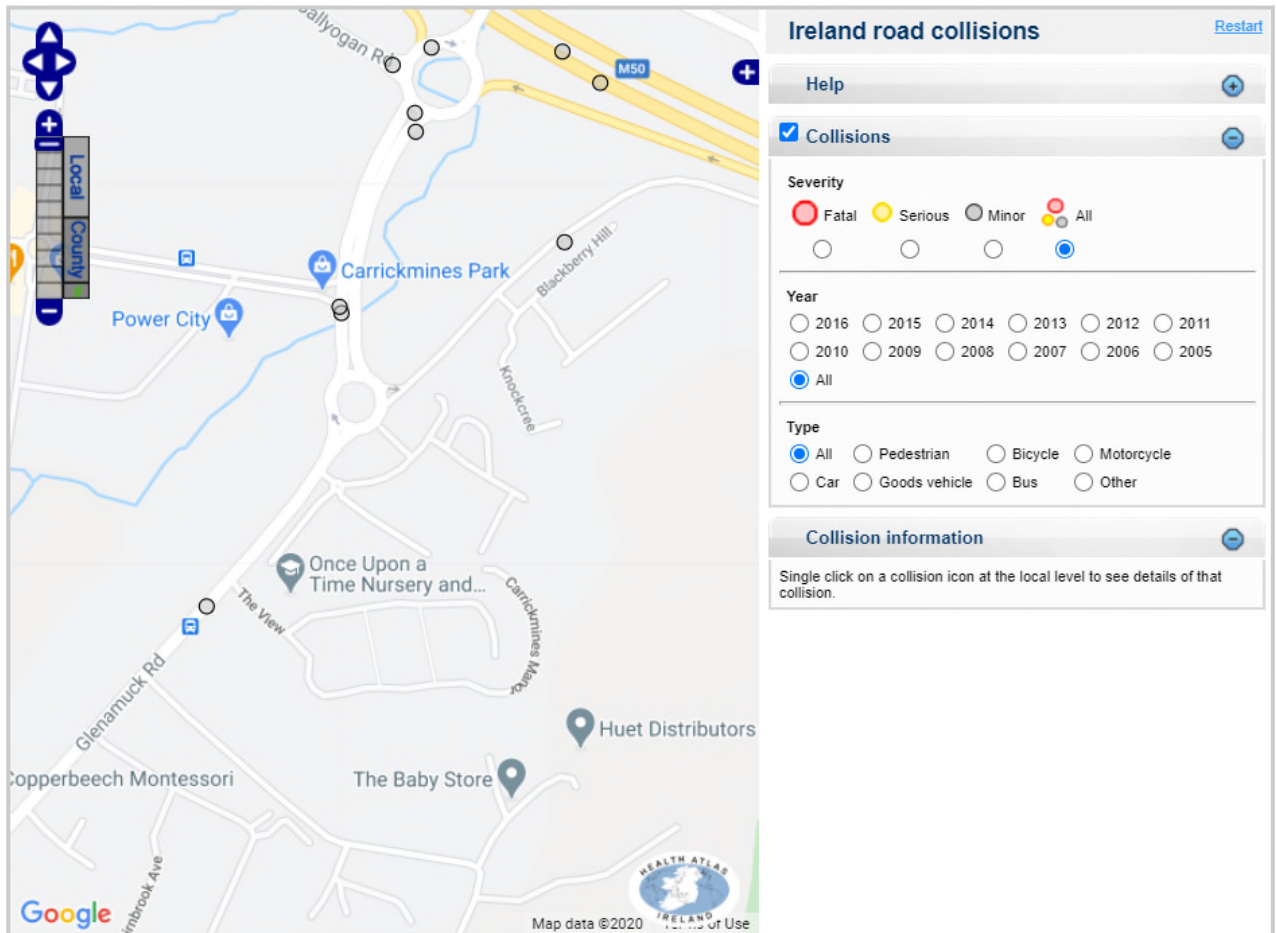 Ballyogan Rd
M50
Local
County
Carrickmines Park
Blackberry Hill
Power City
Knockcree
Once Upon a
Time Nursery and...
The View
Carrickmines Manor
Glenamuck Rd
Huet Distributors
Copperbeech Montessori
The Baby Store
HEALTH ATLAS
IRELAND
Google
Map data ©2020
Terms of Use
Ireland road collisions
Restart
Help
Collisions
Severity
Fatal Serious Minor All
Year
2016 2015 2014 2013 2012 2011
2010 2009 2008 2007 2006 2005
All
Type
All Pedestrian Bicycle Motorcycle
Car Goods vehicle Bus Other
Collision information
Single click on a collision icon at the local level to see details of that
collision.